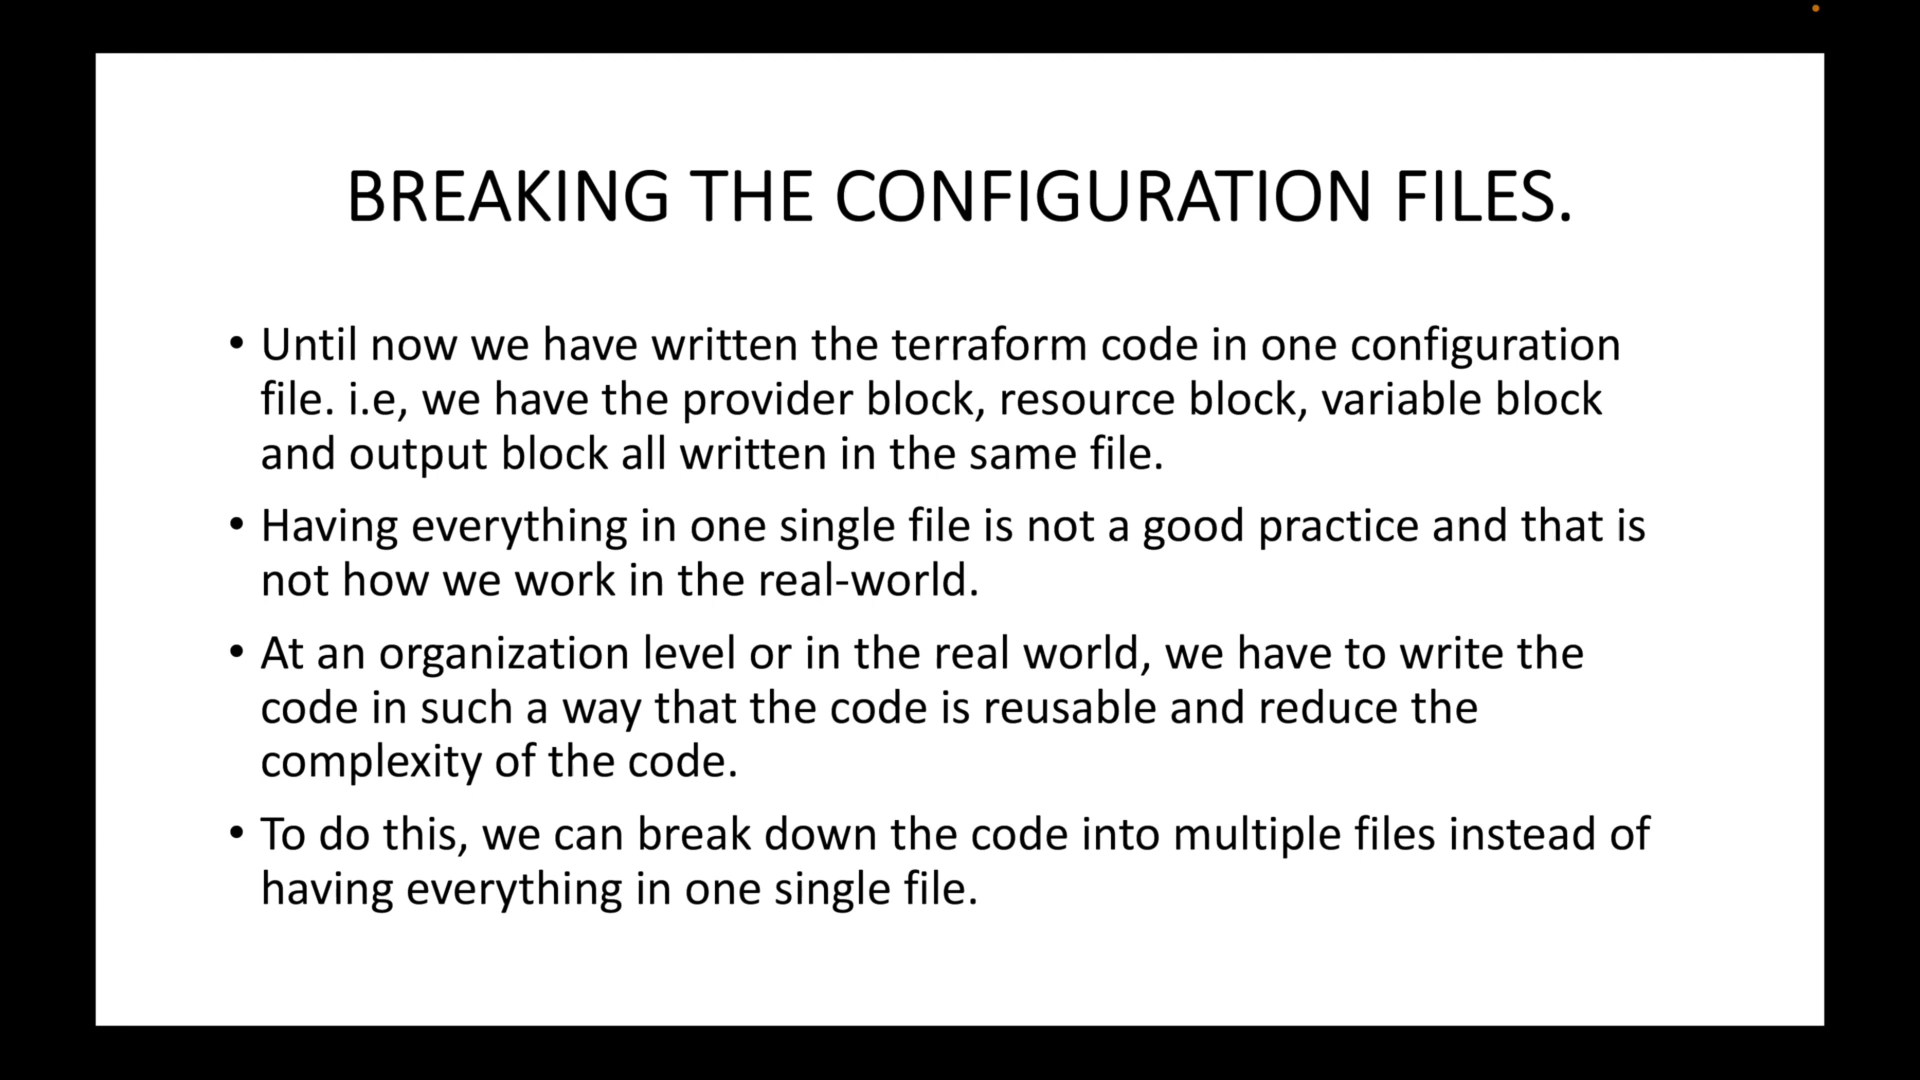 BREAKING THE CONFIGURATION FILES.
• Until now we have written the terraform code in one configuration
file. i.e, we have the provider block, resource block, variable block
and output block all written in the same file.
• Having everything in one single file is not a good practice and that is
not how we work in the real-world.
• At an organization level or in the real world, we have to write the
code in such a way that the code is reusable and reduce the
complexity of the code.
• To do this, we can break down the code into multiple files instead of
having everything in one single file.